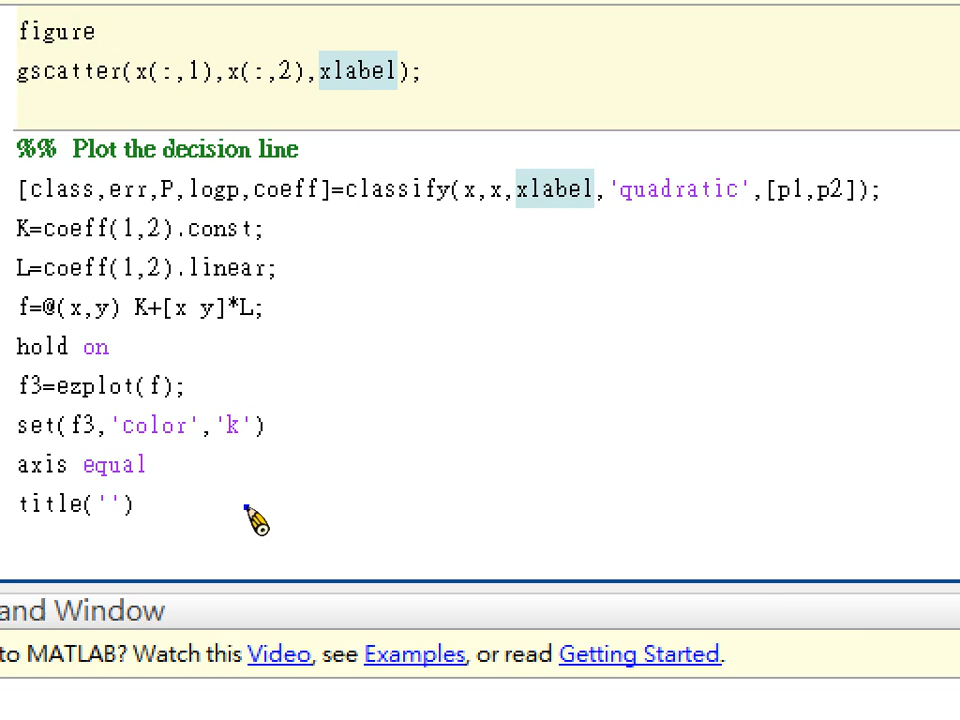 figure
gscatter(x(:,1),x(:,2),xlabel);
%% Plot the decision line
[class,err,P,logp,coeff]=classify(x,x,xlabel,'quadratic',[p1,p2]);
K=coeff(1,2).const;
L=coeff(1,2).linear;
f=@(x,y) K+[x y]*L;
hold on
f3=ezplot(f);
set(f3,'color','k')
axis equal
title('')
and Window
to MATLAB? Watch this Video, see Examples, or read Getting Started.